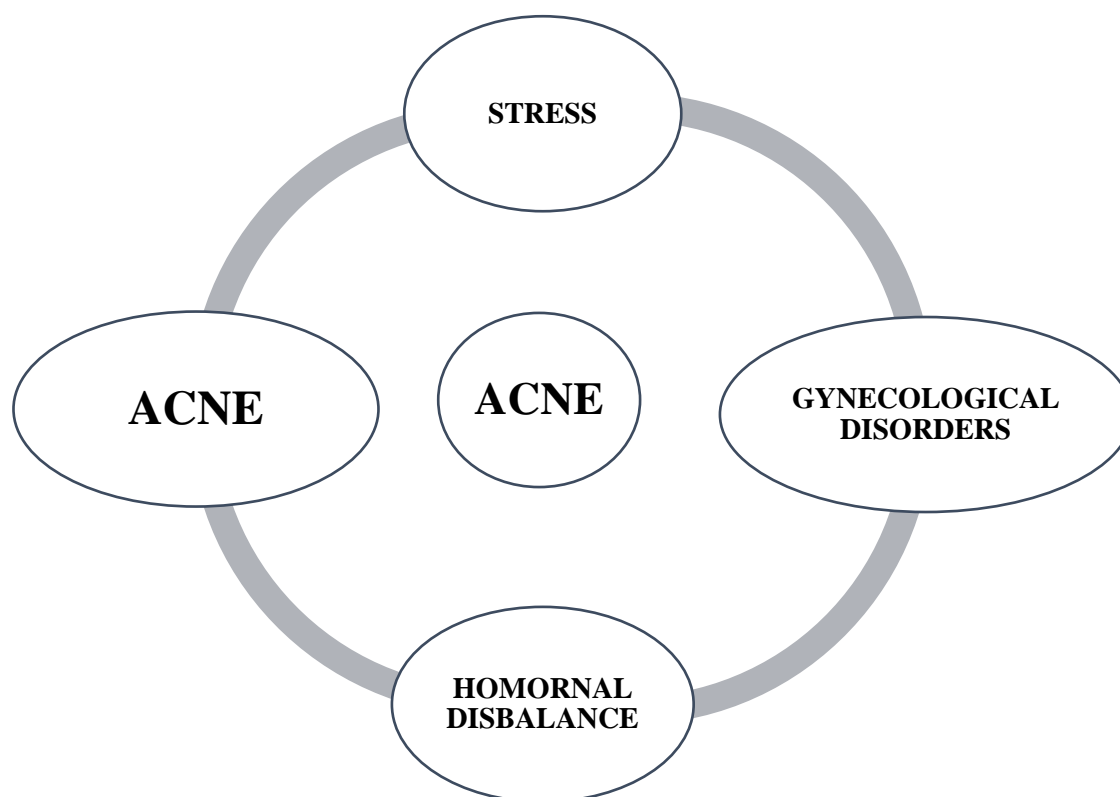 STRESS
ACNE
ACNE
GYNECOLOGICAL
DISORDERS
HOMORNAL
DISBALANCE